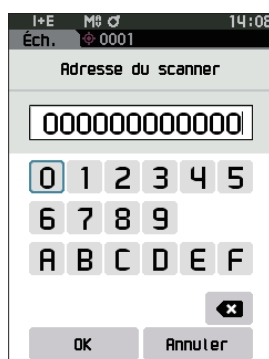 I+E M 14:08
Éch. 0001
Adresse du scanner
000000000000
0 1 2 3 4 5
6 7 8 9
A B C D E F
OK Annuler